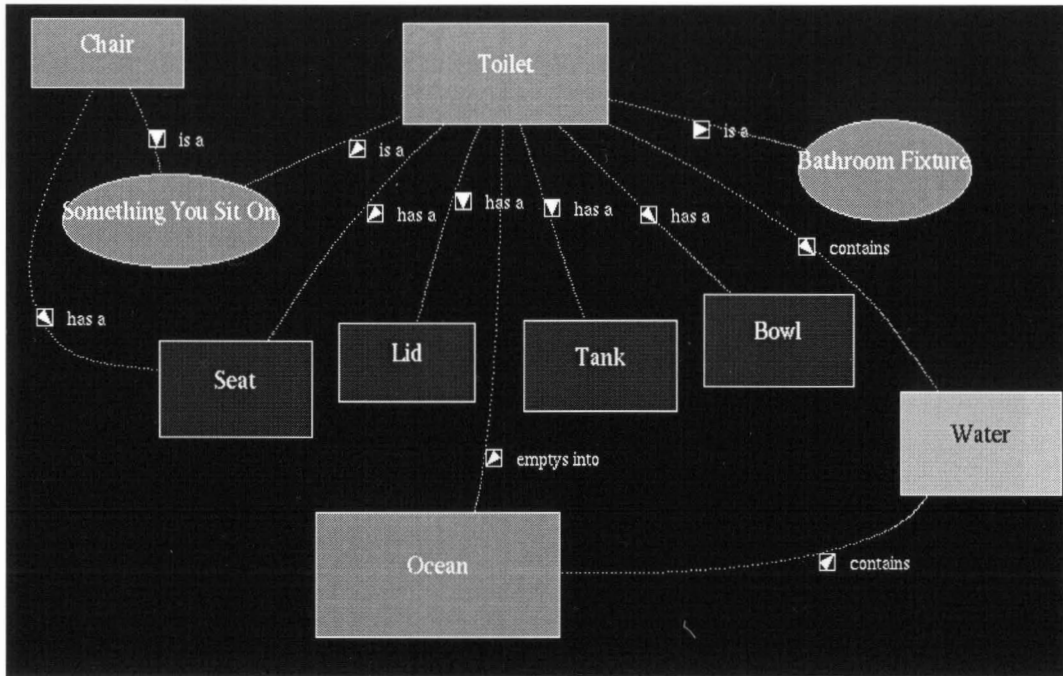 Chair
Toilet
is a
is a
is a
Bathroom Fixture
Something You Sit On
has a
has a
has a
has a
contains
has a
Lid
Tank
Bowl
Seat
Water
emptys into
Ocean
contains